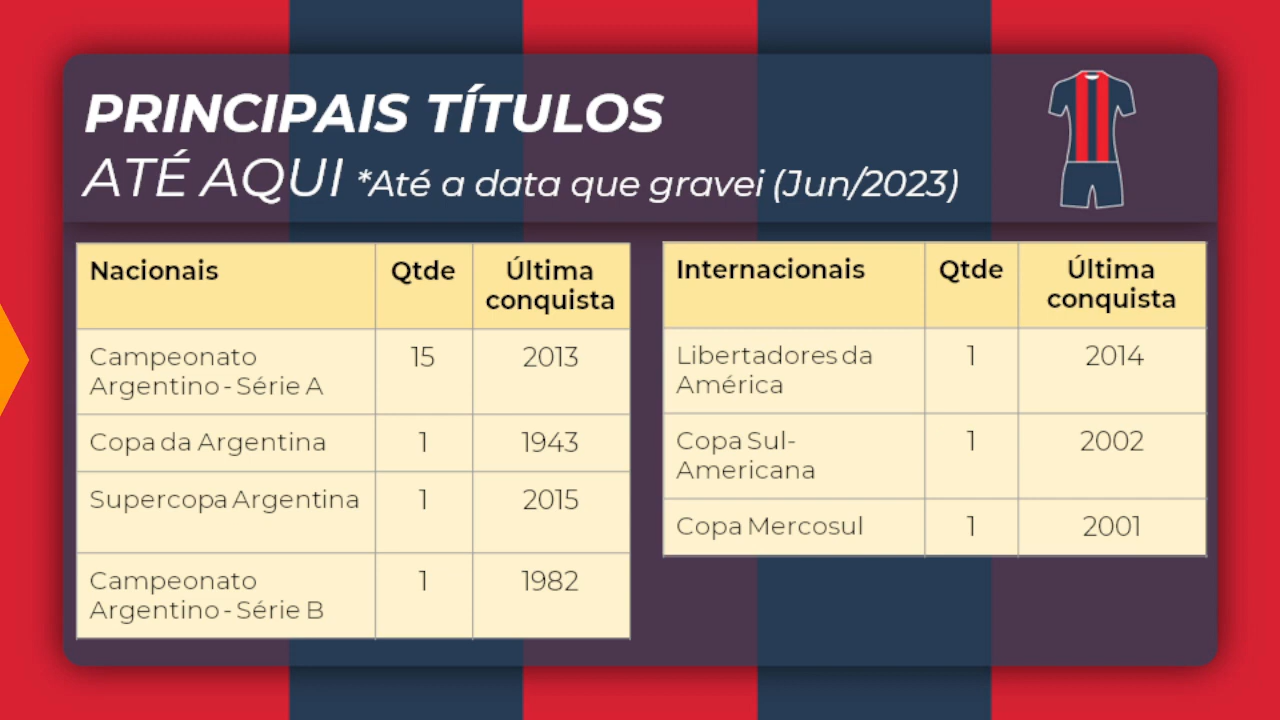 PRINCIPAIS TÍTULOS
ATÉ AQUI *Até a data que gravei (Jun/2023)
Nacionais Qtde Última
conquista
Campeonato 15 2013
Argentino - Série A
Copa da Argentina 1 1943
Supercopa Argentina 1 2015
Campeonato 1 1982
Argentino - Série B
Internacionais Qtde Última
conquista
Libertadores da 1 2014
América
Copa Sul- 1 2002
Americana
Copa Mercosul 1 2001